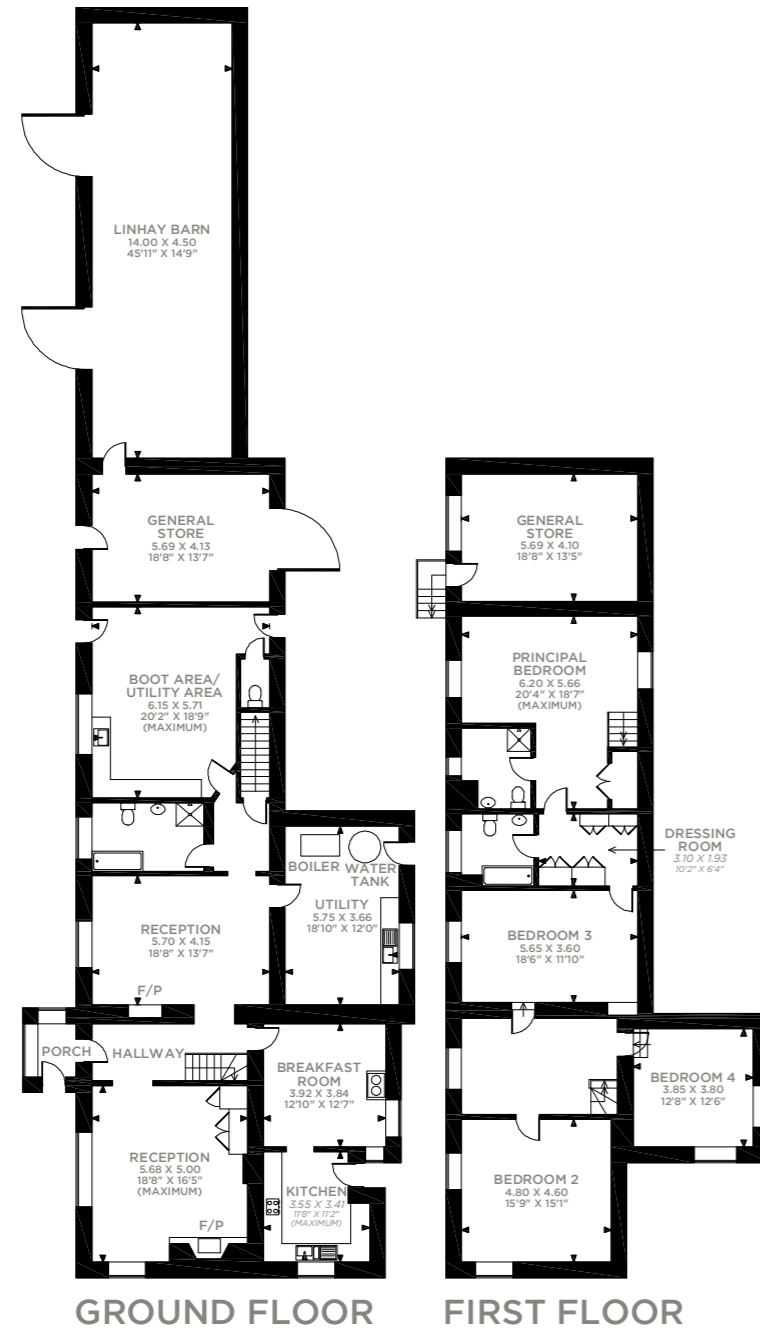 LINHAY BARN
14.00 X 4.50
45'11" X 14'9"
GENERAL
STORE
5.69 X 4.13
18'8" X 13'7"
BOOT AREA/
UTILITY AREA
6.15 X 5.71
20'2" X 18'9"
(MAXIMUM)
BOILER
WATER
TANK
UTILITY
5.75 X 3.66
18'10" X 12'0"
RECEPTION
5.70 X 4.15
18'8" X 13'7"
F/P
PORCH
HALLWAY
BREAKFAST
ROOM
3.92 X 3.84
12'10" X 12'7"
RECEPTION
5.68 X 5.00
18'8" X 16'5"
(MAXIMUM)
F/P
KITCHEN
3.55 X 3.41
11'8" X 11'2"
(MAXIMUM)
GROUND FLOOR
GENERAL
STORE
5.69 X 4.10
18'8" X 13'5"
PRINCIPAL
BEDROOM
6.20 X 5.66
20'4" X 18'7"
(MAXIMUM)
DRESSING
ROOM
3.10 X 1.93
10'2" X 6'4"
BEDROOM 3
5.65 X 3.60
18'6" X 11'10"
BEDROOM 4
3.85 X 3.80
12'8" X 12'6"
BEDROOM 2
4.80 X 4.60
15'9" X 15'1"
FIRST FLOOR